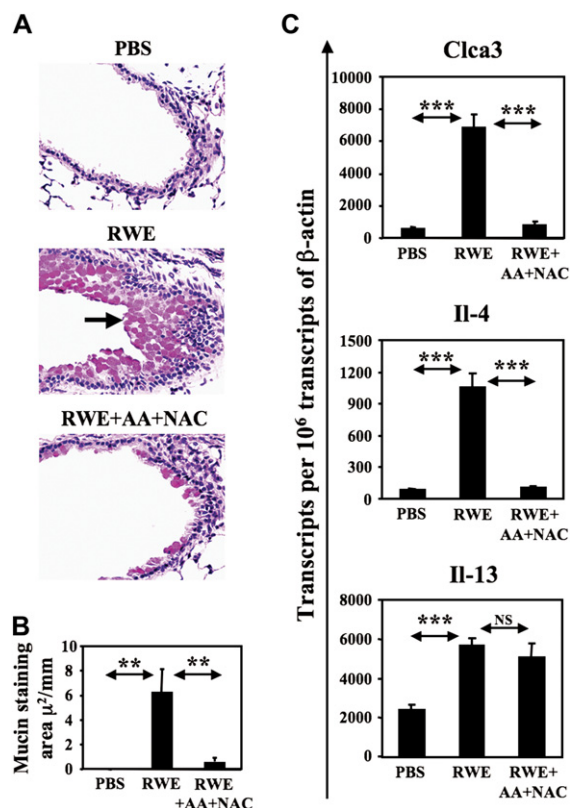 A
PBS
RWE
RWE+AA+NAC
B
Mucin staining
area μ²/mm
10
8
6
4
2
0
**
**
PBS
RWE
RWE
+AA+NAC
C
Transcripts per 10⁶ transcripts of β-actin
Clca3
10000
8000
6000
4000
2000
0
***
***
PBS
RWE
RWE+
AA+NAC
Il-4
1500
1200
900
600
300
0
***
***
PBS
RWE
RWE+
AA+NAC
Il-13
8000
6000
4000
2000
0
***
NS
PBS
RWE
RWE+
AA+NAC